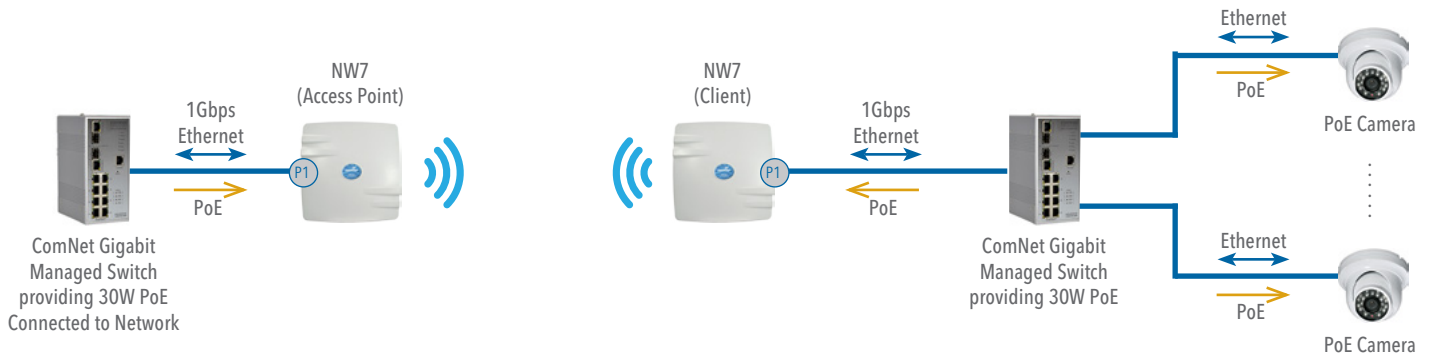 NW7
(Access Point)
1Gbps
Ethernet
P1
PoE
ComNet Gigabit
Managed Switch
providing 30W PoE
Connected to Network
NW7
(Client)
P1
1Gbps
Ethernet
PoE
ComNet Gigabit
Managed Switch
providing 30W PoE
Ethernet
PoE
PoE Camera
Ethernet
PoE
PoE Camera